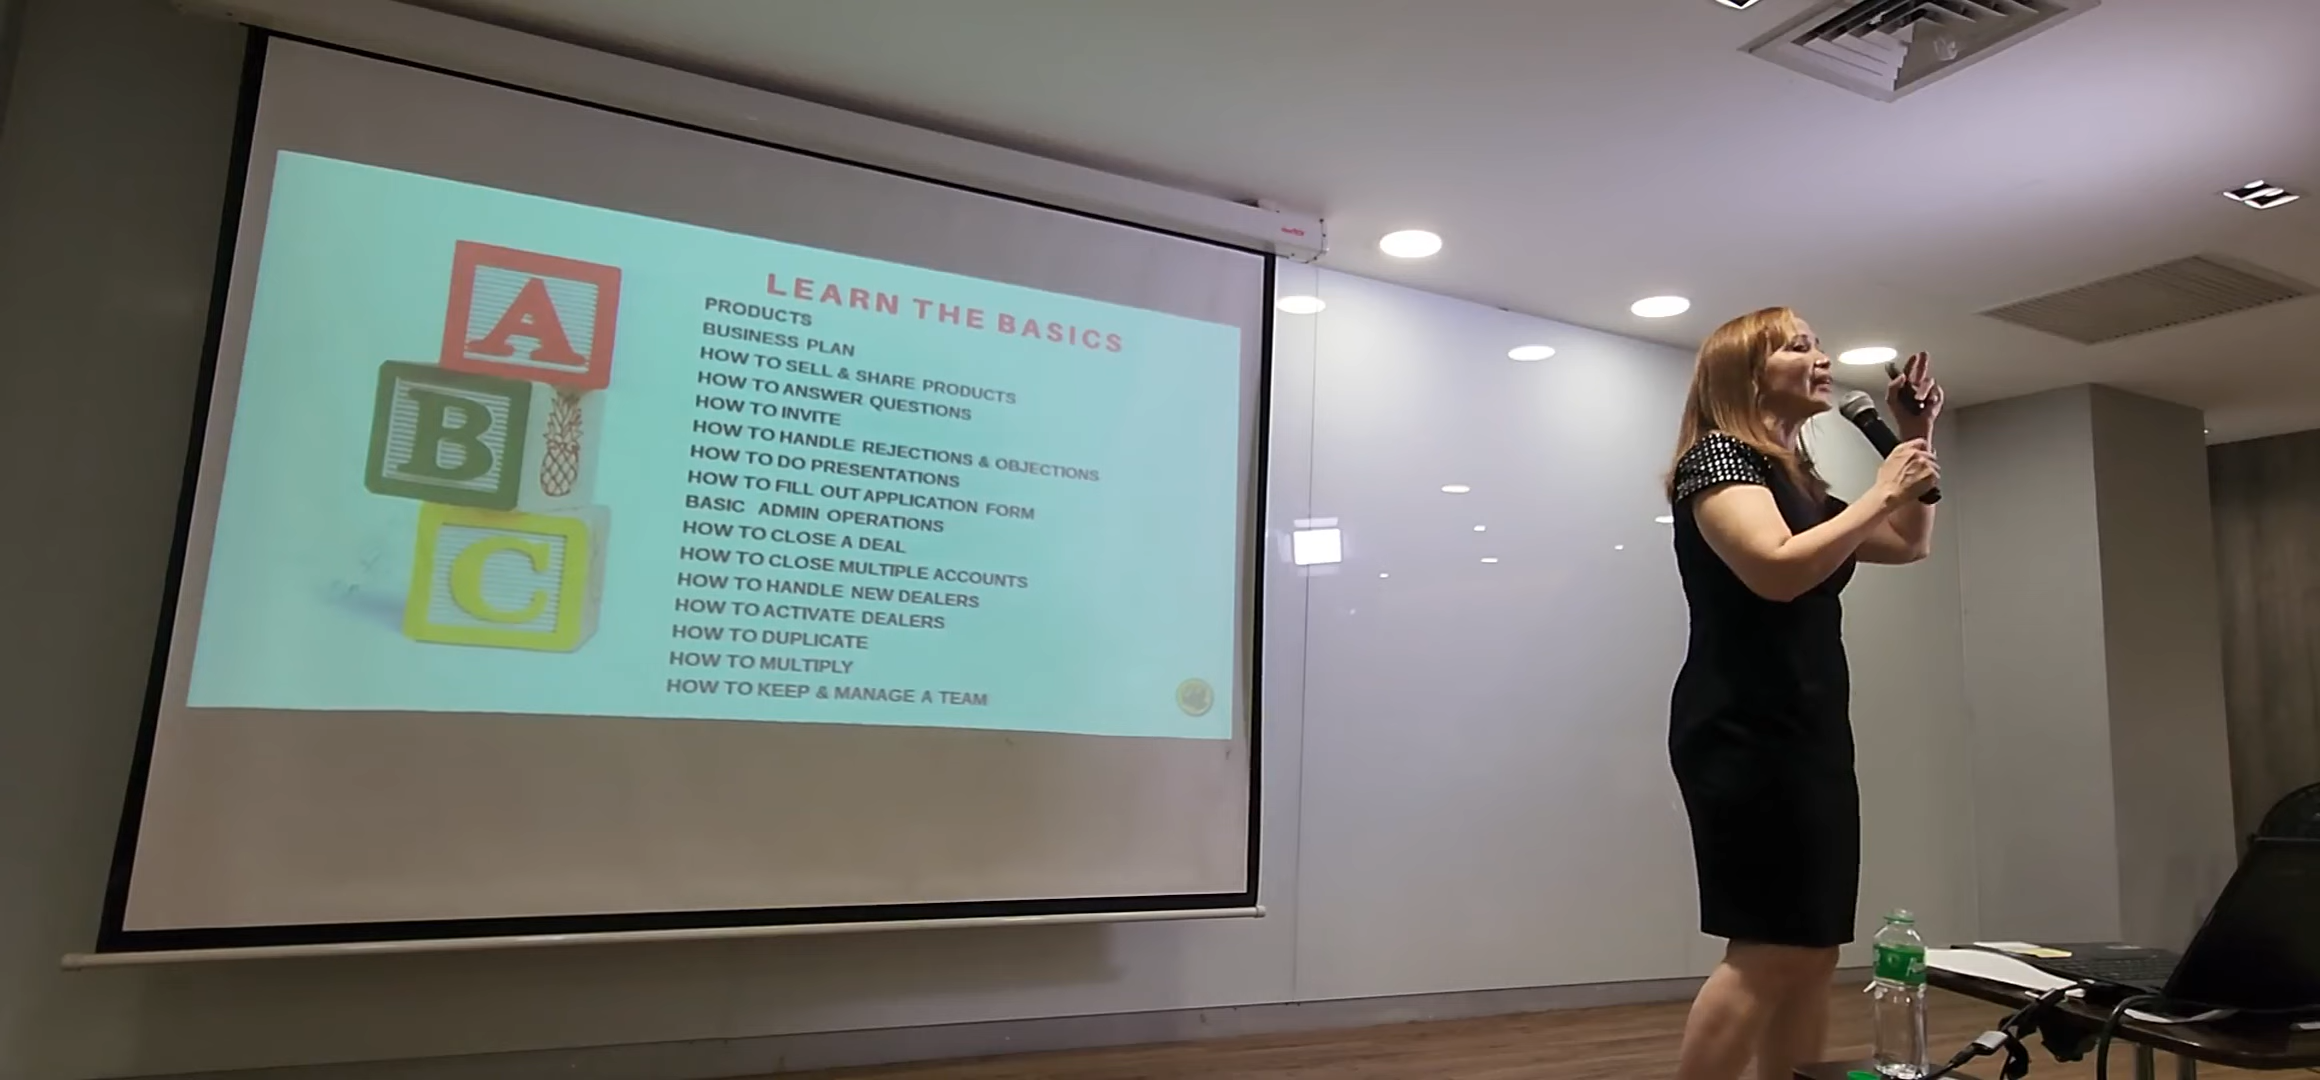 A
B
C
LEARN THE BASICS
PRODUCTS
BUSINESS PLAN
HOW TO SELL & SHARE PRODUCTS
HOW TO ANSWER QUESTIONS
HOW TO INVITE
HOW TO HANDLE REJECTIONS & OBJECTIONS
HOW TO DO PRESENTATIONS
HOW TO FILL OUT APPLICATION FORM
BASIC ADMIN OPERATIONS
HOW TO CLOSE A DEAL
HOW TO CLOSE MULTIPLE ACCOUNTS
HOW TO HANDLE NEW DEALERS
HOW TO ACTIVATE DEALERS
HOW TO DUPLICATE
HOW TO MULTIPLY
HOW TO KEEP & MANAGE A TEAM